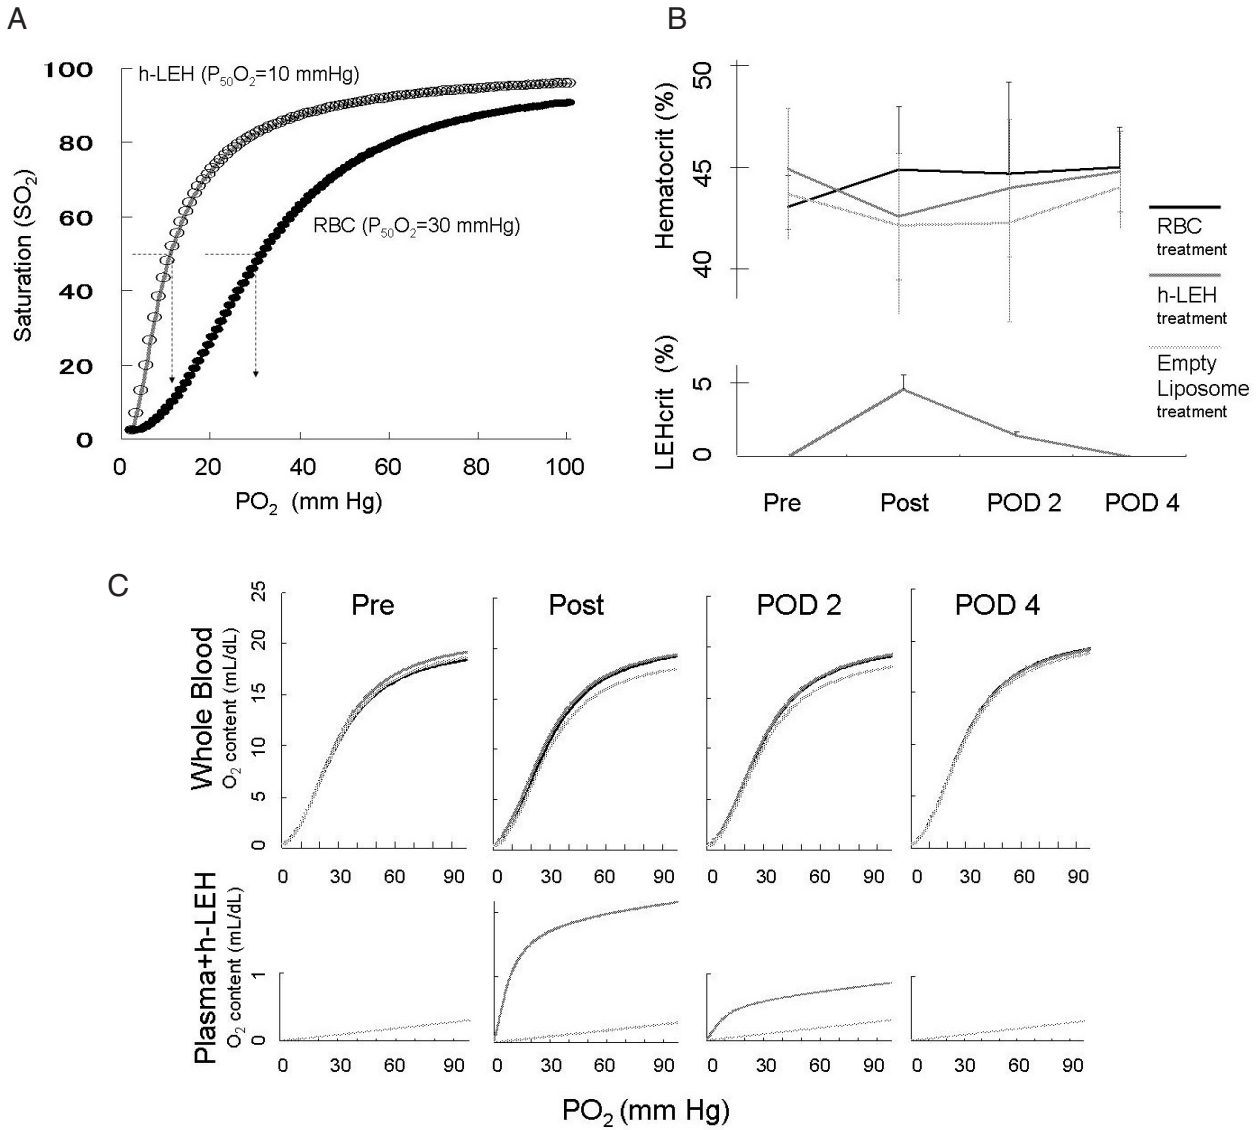 A
100
80
60
40
20
0
Saturation (SO2)
h-LEH (P50O2=10 mmHg)
RBC (P50O2=30 mmHg)
0 20 40 60 80 100
PO2 (mm Hg)
B
Hematocrit (%)
50
45
40
LEHcrit (%)
5
0
Pre Post POD 2 POD 4
RBC
treatment
h-LEH
treatment
Empty
Liposome
treatment
C
Whole Blood
O2 content (mL/dL)
25
20
15
10
5
0
Pre Post POD 2 POD 4
0 30 60 90 0 30 60 90 0 30 60 90 0 30 60 90
Plasma+h-LEH
O2 content (mL/dL)
1
0
0 30 60 90 0 30 60 90 0 30 60 90 0 30 60 90
PO2 (mm Hg)